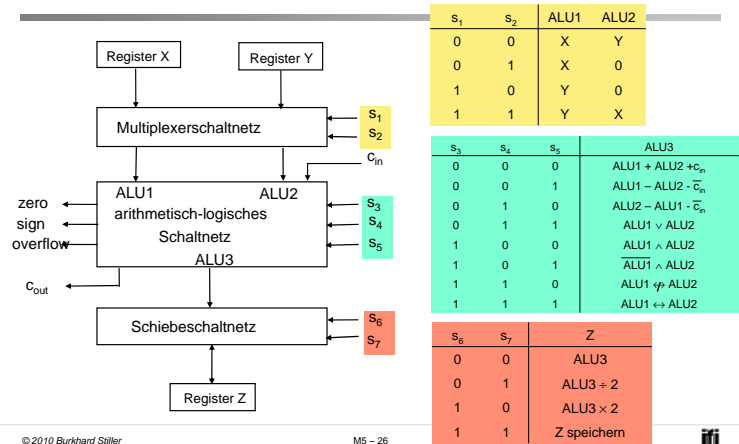 Register X
Register Y
Multiplexerschaltnetz
s₁
s₂
cᵢₙ
ALU1 ALU2
arithmetisch-logisches
Schaltnetz
ALU3
zero
sign
overflow
s₃
s₄
s₅
cₒᵤₜ
Schiebeschaltnetz
s₆
s₇
Register Z
s₁ s₂ ALU1 ALU2
0 0 X Y
0 1 X 0
1 0 Y 0
1 1 Y X
s₃ s₄ s₅ ALU3
0 0 0 ALU1 + ALU2 +cᵢₙ
0 0 1 ALU1 – ALU2 - c̅ᵢₙ
0 1 0 ALU2 – ALU1 - c̅ᵢₙ
0 1 1 ALU1 ∨ ALU2
1 0 0 ALU1 ∧ ALU2
1 0 1 A̅L̅U̅1̅ ∧ ALU2
1 1 0 ALU1 ↮ ALU2
1 1 1 ALU1 ↔ ALU2
s₆ s₇ Z
0 0 ALU3
0 1 ALU3 ÷ 2
1 0 ALU3 × 2
1 1 Z speichern
© 2010 Burkhard Stiller
M5 – 26
ifi